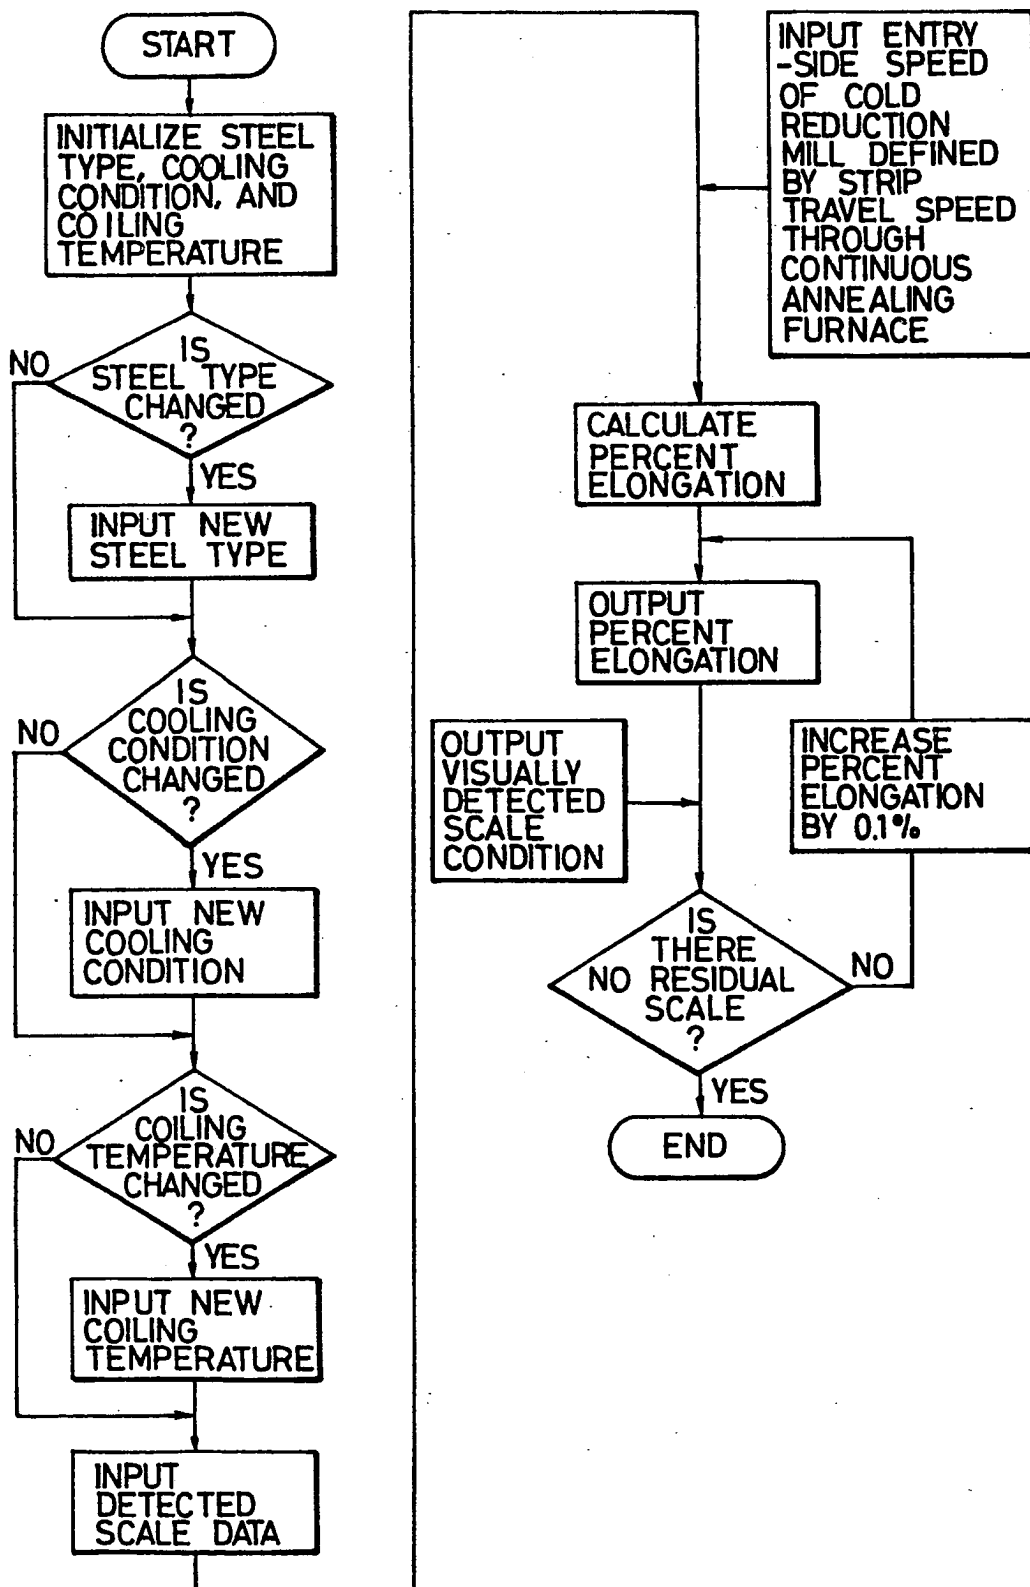 START
INITIALIZE STEEL
TYPE, COOLING
CONDITION, AND
COILING
TEMPERATURE
IS
STEEL TYPE
CHANGED
?
NO
YES
INPUT NEW
STEEL TYPE
IS
COOLING
CONDITION
CHANGED
?
NO
YES
INPUT NEW
COOLING
CONDITION
IS
COILING
TEMPERATURE
CHANGED
?
NO
YES
INPUT NEW
COILING
TEMPERATURE
INPUT
DETECTED
SCALE DATA
INPUT ENTRY
-SIDE SPEED
OF COLD
REDUCTION
MILL DEFINED
BY STRIP
TRAVEL SPEED
THROUGH
CONTINUOUS
ANNEALING
FURNACE
CALCULATE
PERCENT
ELONGATION
OUTPUT
PERCENT
ELONGATION
OUTPUT
VISUALLY
DETECTED
SCALE
CONDITION
INCREASE
PERCENT
ELONGATION
BY 0.1%
IS
THERE
NO RESIDUAL
SCALE
?
NO
YES
END